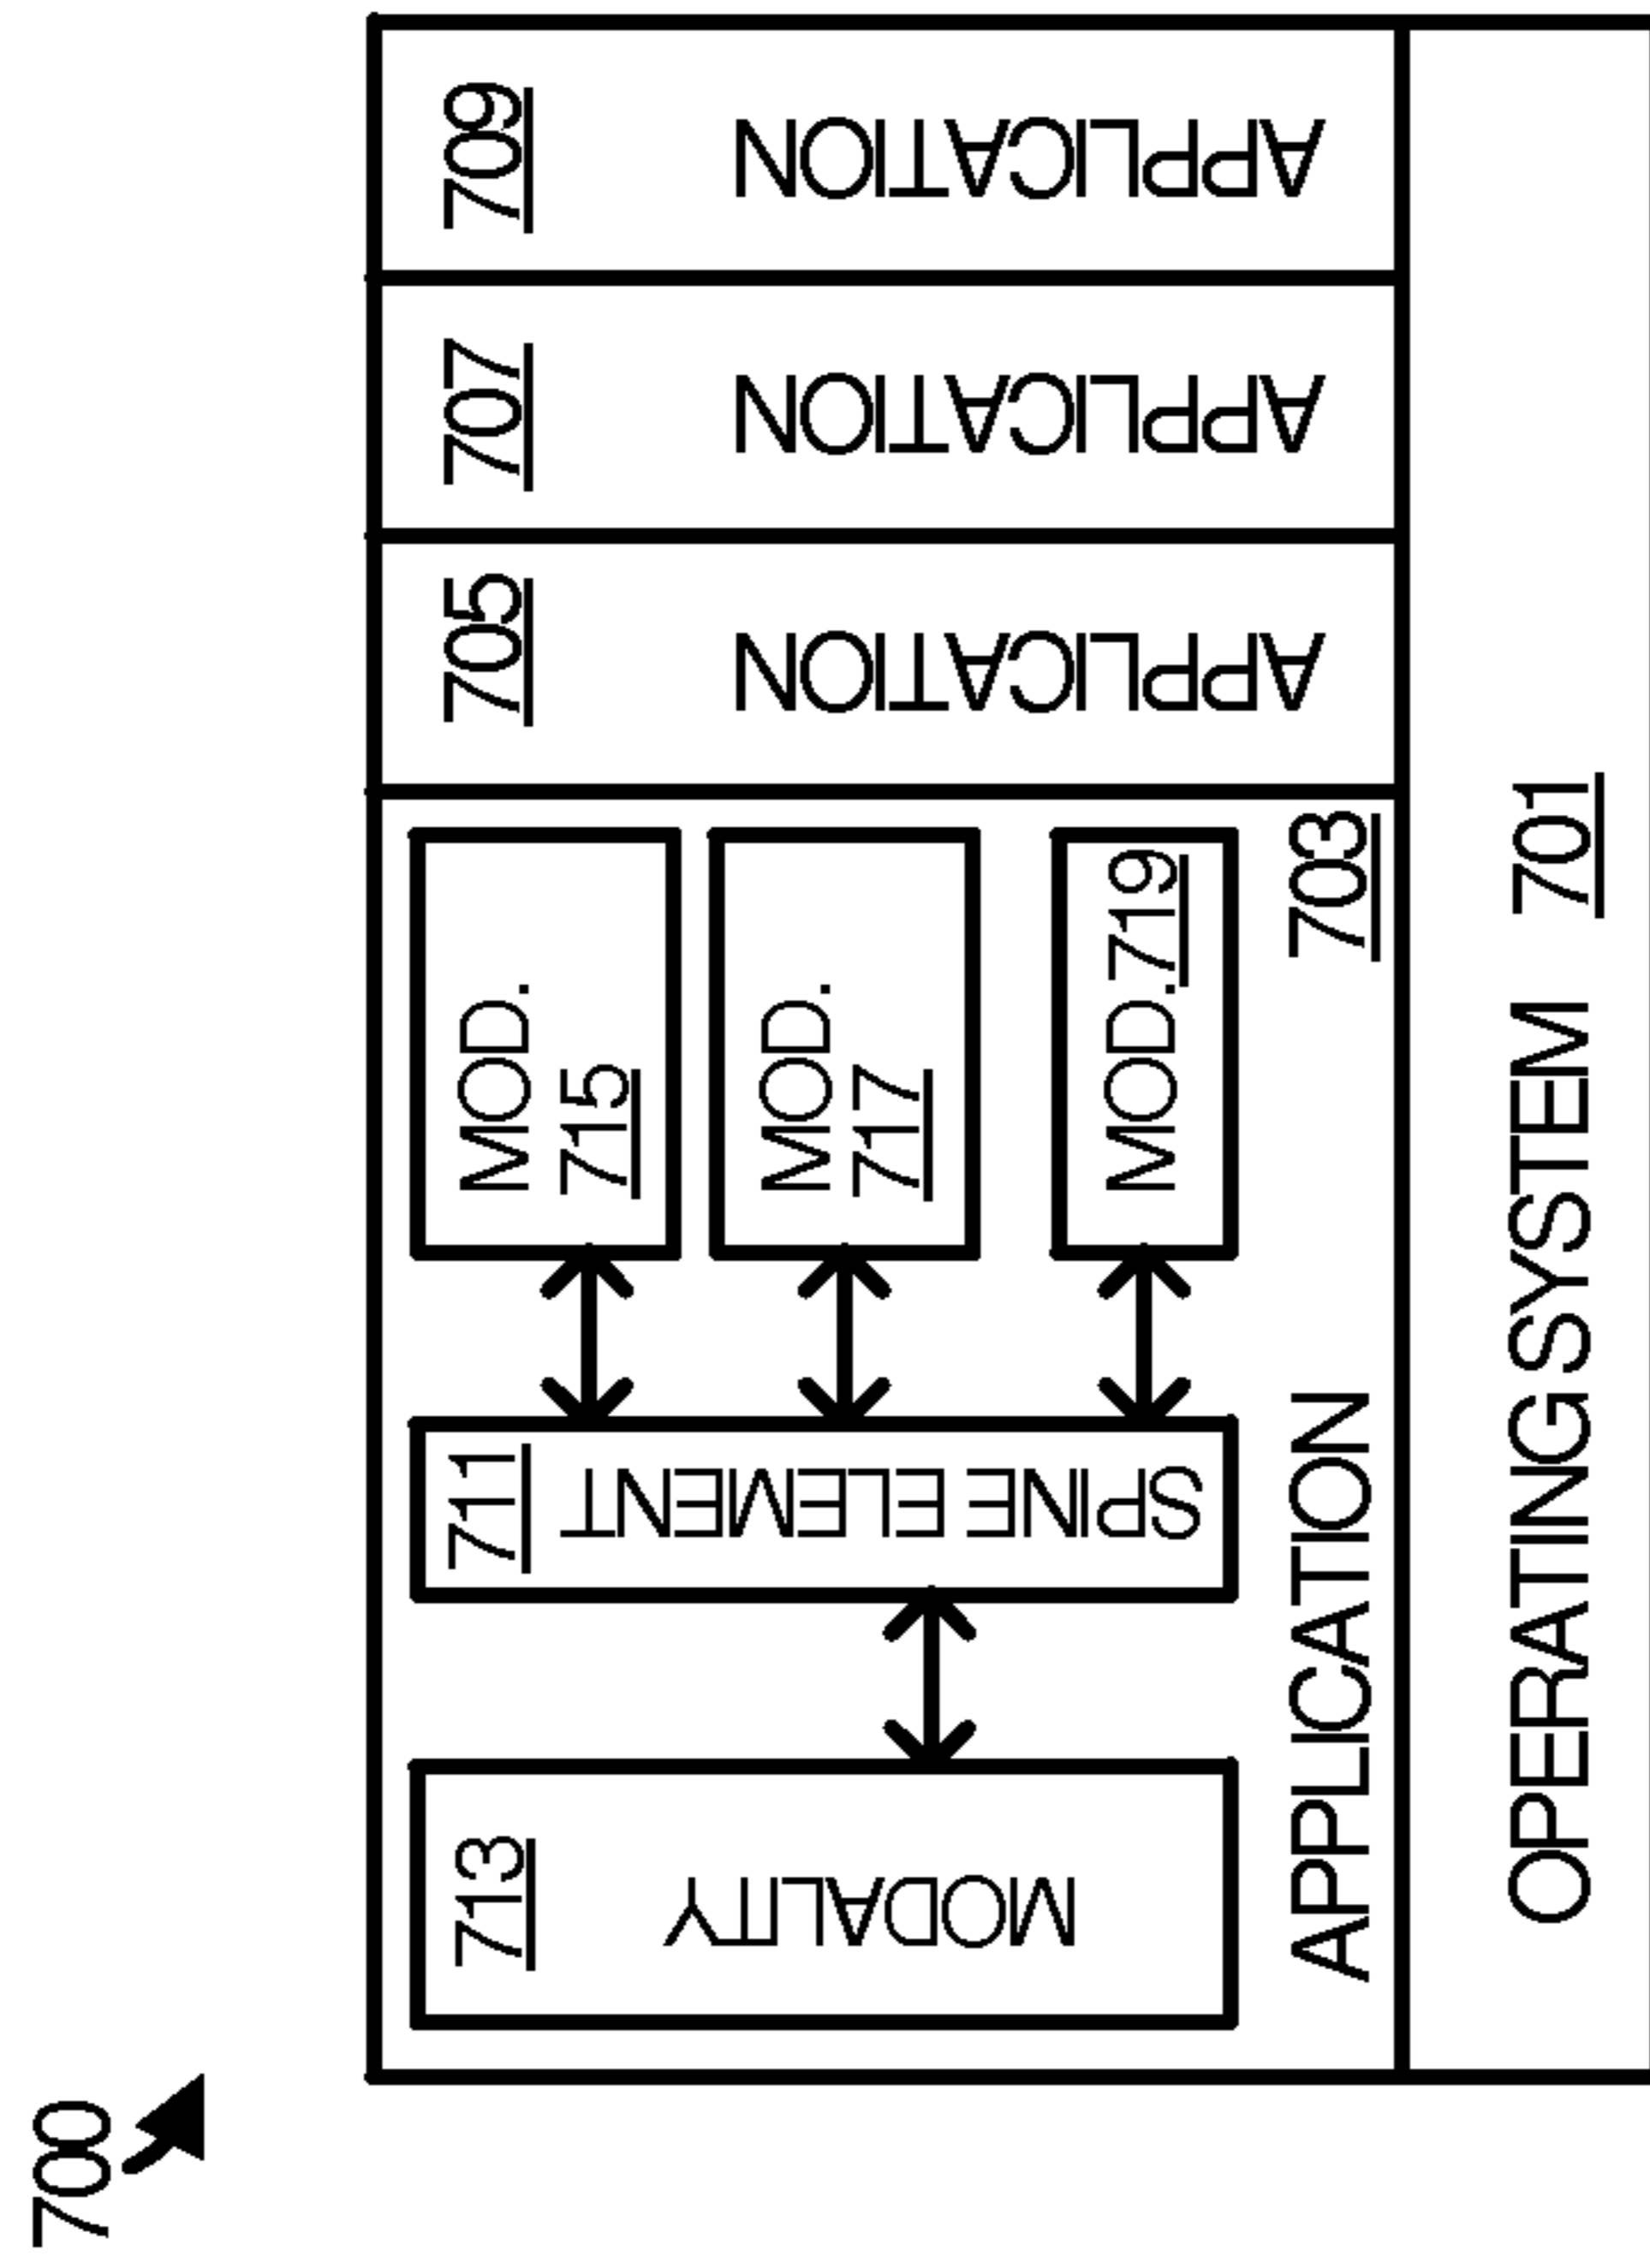 700
713
MODALITY
711
SPINE ELEMENT
MOD.
715
MOD.
717
MOD. 719
APPLICATION 703
705
APPLICATION
707
APPLICATION
709
APPLICATION
OPERATING SYSTEM 701